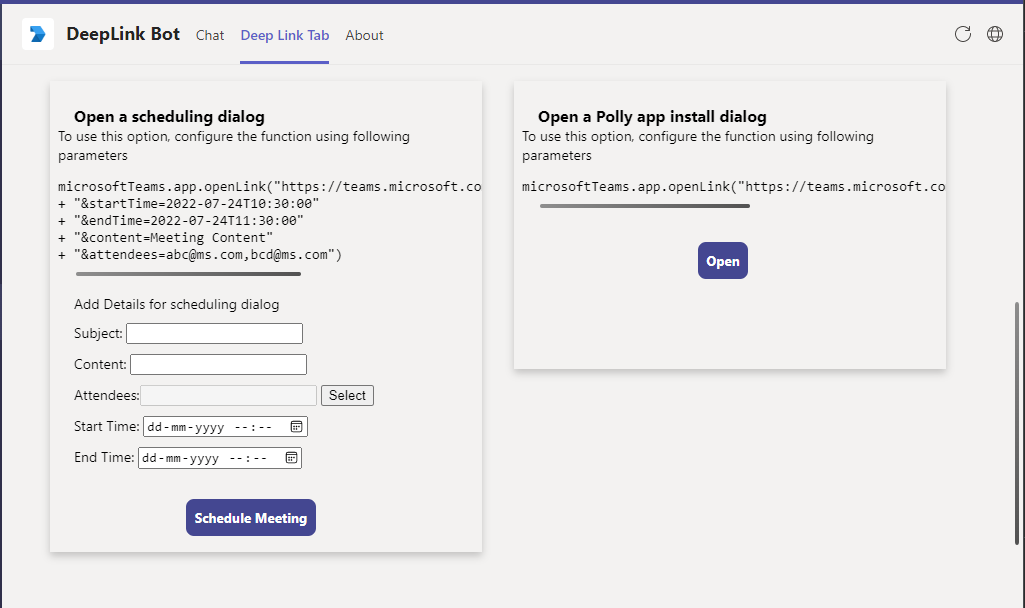 DeepLink Bot Chat Deep Link Tab About
Open a scheduling dialog
To use this option, configure the function using following
parameters
microsoftTeams.app.openLink("https://teams.microsoft.co
+ "&startTime=2022-07-24T10:30:00"
+ "&endTime=2022-07-24T11:30:00"
+ "&content=Meeting Content"
+ "&attendees=abc@ms.com,bcd@ms.com")
Add Details for scheduling dialog
Subject:
Content:
Attendees: Select
Start Time: dd-mm-yyyy --:--
End Time: dd-mm-yyyy --:--
Schedule Meeting
Open a Polly app install dialog
To use this option, configure the function using following
parameters
microsoftTeams.app.openLink("https://teams.microsoft.co
Open